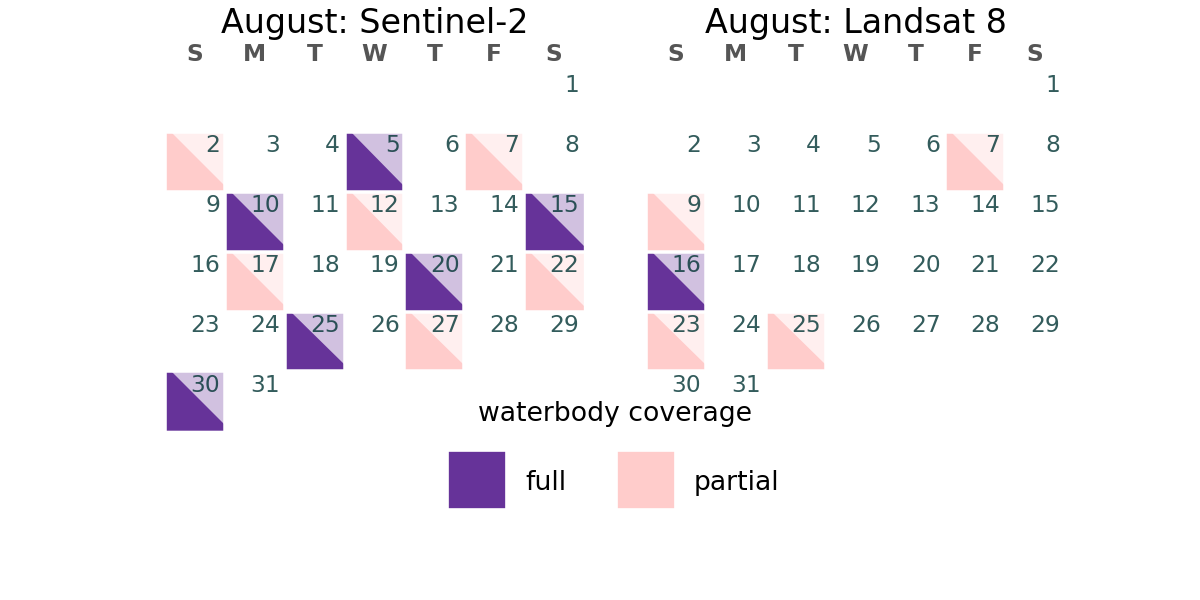 August: Sentinel-2
S M T W T F S
1
2 3 4 5 6 7 8
9 10 11 12 13 14 15
16 17 18 19 20 21 22
23 24 25 26 27 28 29
30 31
August: Landsat 8
S M T W T F S
1
2 3 4 5 6 7 8
9 10 11 12 13 14 15
16 17 18 19 20 21 22
23 24 25 26 27 28 29
30 31
waterbody coverage
full partial